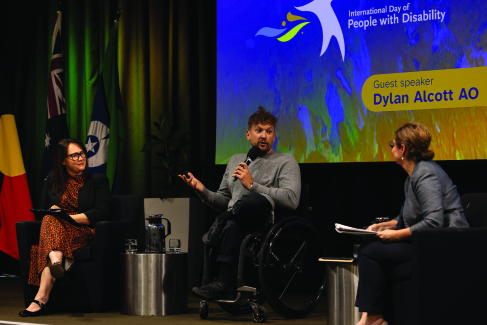 International Day of
People with Disability
Guest speaker
Dylan Alcott AO